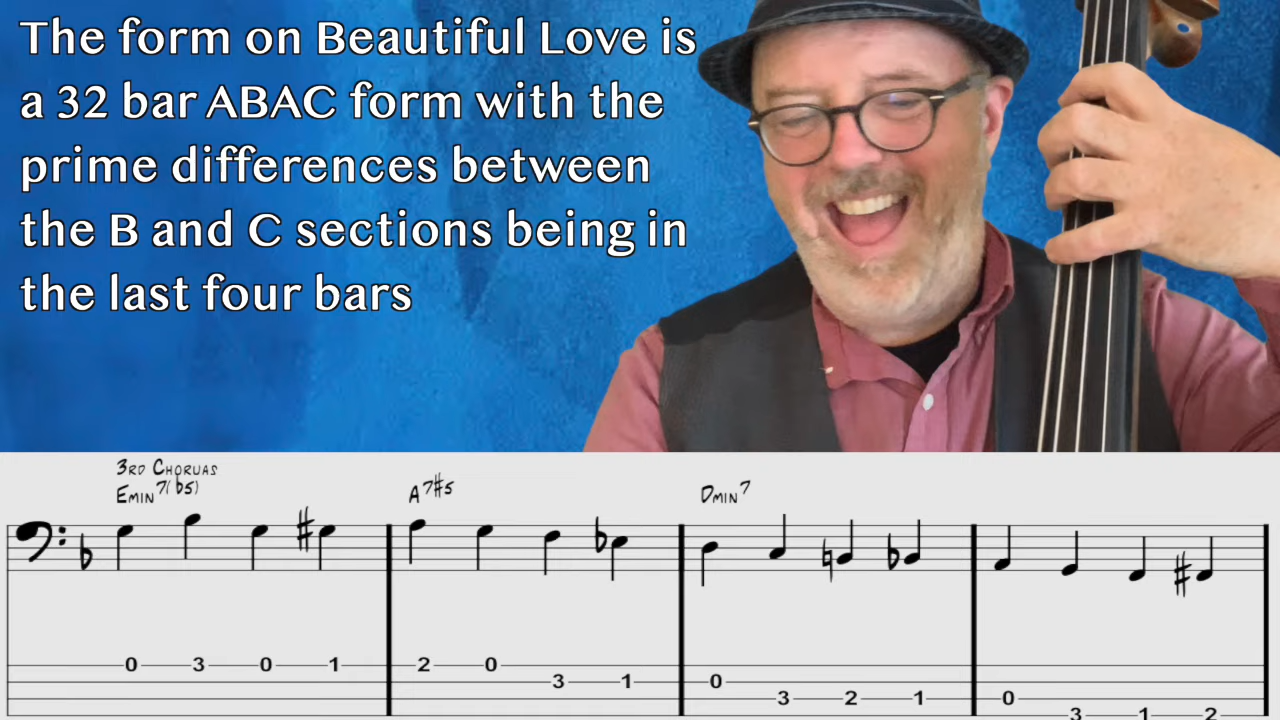 The form on Beautiful Love is
a 32 bar ABAC form with the
prime differences between
the B and C sections being in
the last four bars
3rd Choruas
Emin7(b5) A7#5 Dmin7
0 3 0 1 2 0
3 1 0
3 2 1 0
3 1 2